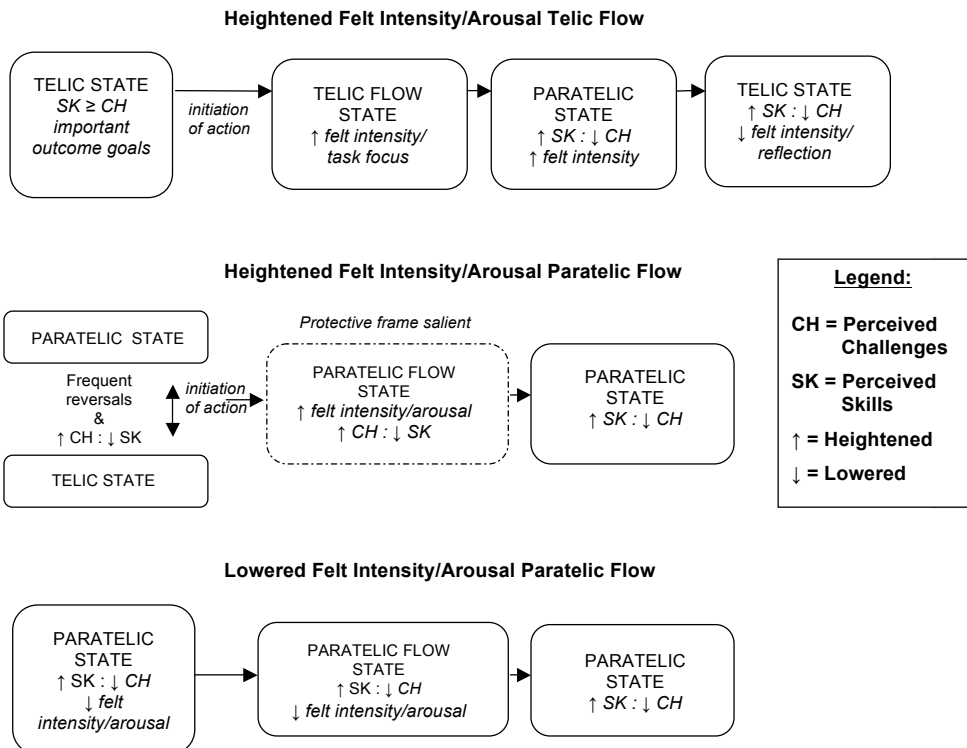 Heightened Felt Intensity/Arousal Telic Flow
TELIC STATE
SK ≥ CH
important
outcome goals
initiation
of action
TELIC FLOW
STATE
↑ felt intensity/
task focus
PARATELIC
STATE
↑ SK : ↓ CH
↑ felt intensity
TELIC STATE
↑ SK : ↓ CH
↓ felt intensity/
reflection
Heightened Felt Intensity/Arousal Paratelic Flow
PARATELIC STATE
Frequent
reversals
&
↑ CH : ↓ SK
TELIC STATE
initiation
of action
Protective frame salient
PARATELIC FLOW
STATE
↑ felt intensity/arousal
↑ CH : ↓ SK
PARATELIC
STATE
↑ SK : ↓ CH
Legend:
CH = Perceived
Challenges
SK = Perceived
Skills
↑ = Heightened
↓ = Lowered
Lowered Felt Intensity/Arousal Paratelic Flow
PARATELIC
STATE
↑ SK : ↓ CH
↓ felt
intensity/arousal
PARATELIC FLOW
STATE
↑ SK : ↓ CH
↓ felt intensity/arousal
PARATELIC
STATE
↑ SK : ↓ CH